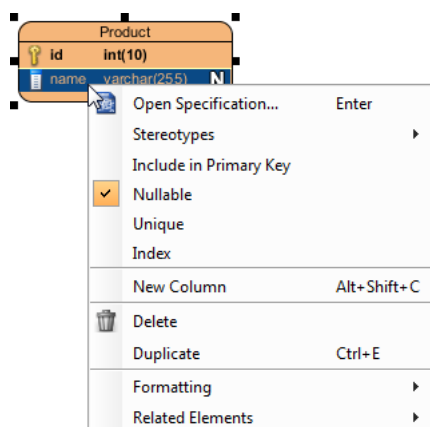 Product
id int(10)
name varchar(255) N
Open Specification... Enter
Stereotypes
Include in Primary Key
Nullable
Unique
Index
New Column Alt+Shift+C
Delete
Duplicate Ctrl+E
Formatting
Related Elements